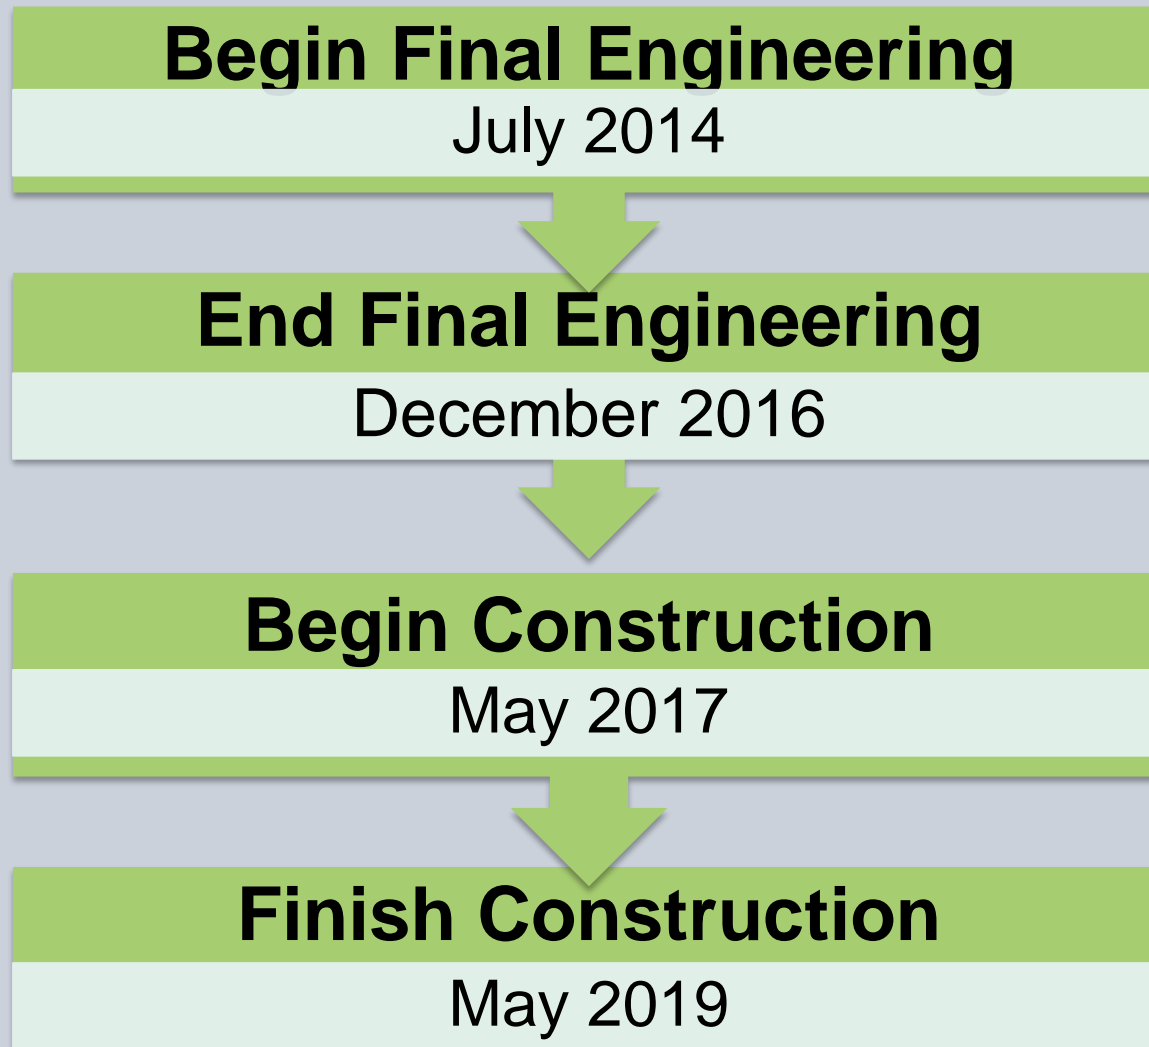 Begin Final Engineering
July 2014
End Final Engineering
December 2016
Begin Construction
May 2017
Finish Construction
May 2019